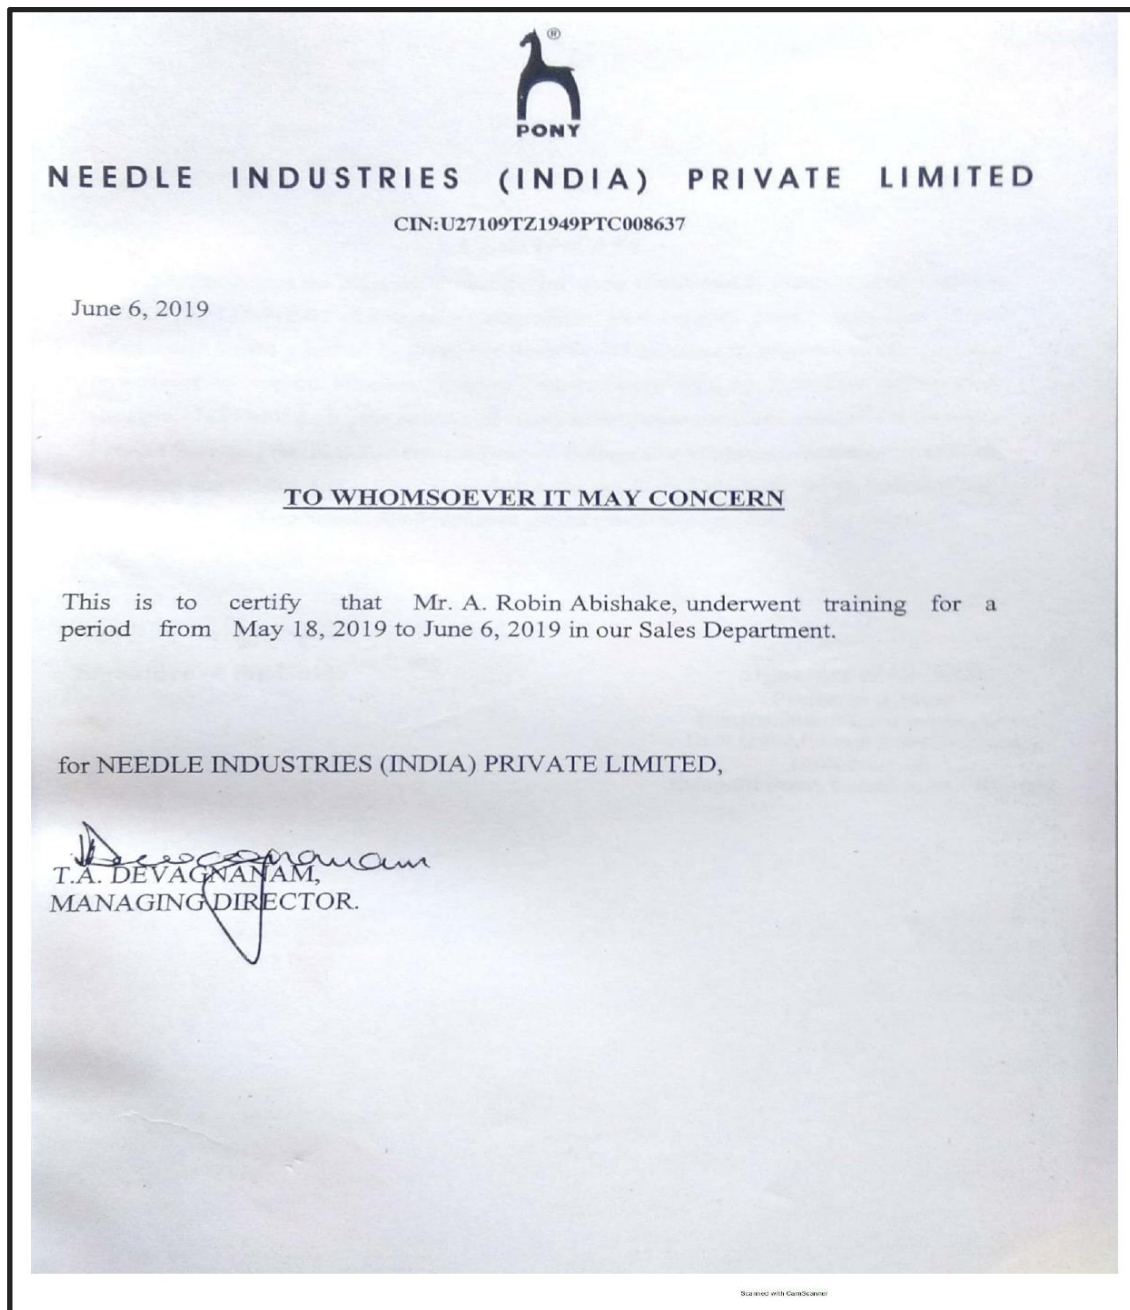 ®
PONY
NEEDLE INDUSTRIES (INDIA) PRIVATE LIMITED
CIN:U27109TZ1949PTC008637
June 6, 2019
TO WHOMSOEVER IT MAY CONCERN
This is to certify that Mr. A. Robin Abishake, underwent training for a
period from May 18, 2019 to June 6, 2019 in our Sales Department.
for NEEDLE INDUSTRIES (INDIA) PRIVATE LIMITED,
T.A. DEVAGNANAM,
MANAGING DIRECTOR.
Scanned with CamScanner